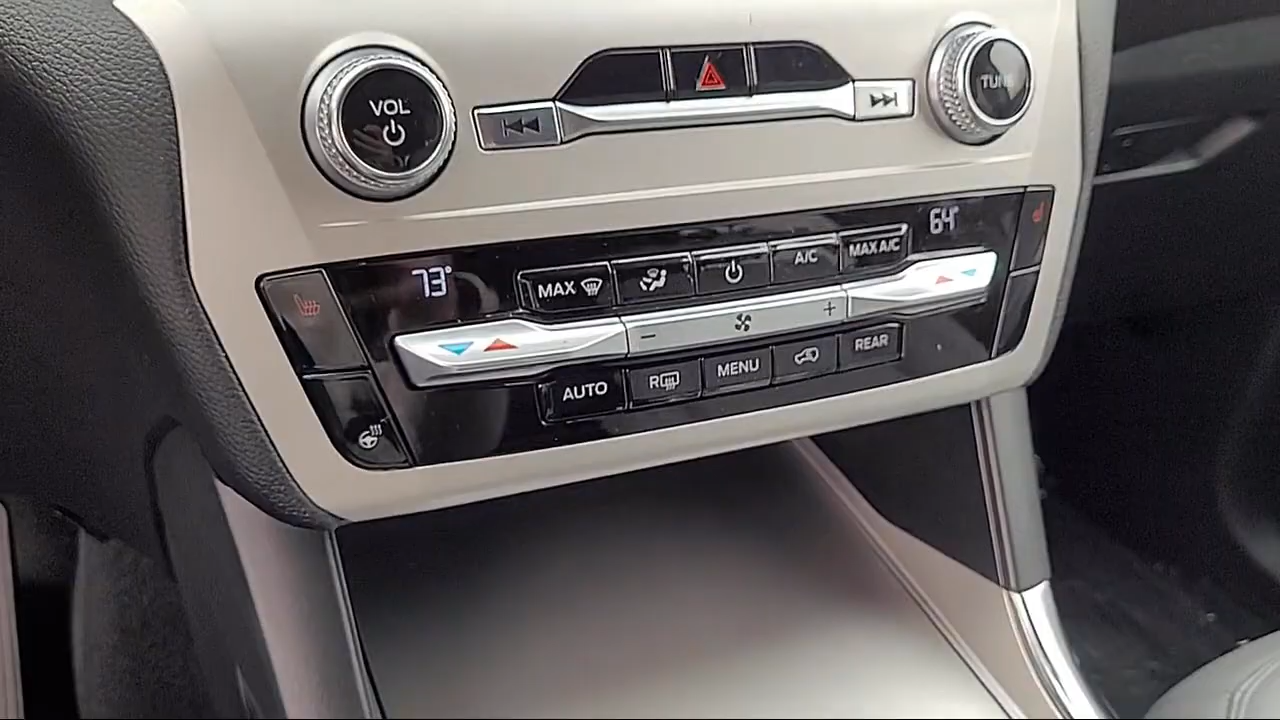 VOL
TUNE
73°
64°
MAX
A/C
MAX A/C
- +
AUTO
R
MENU
REAR